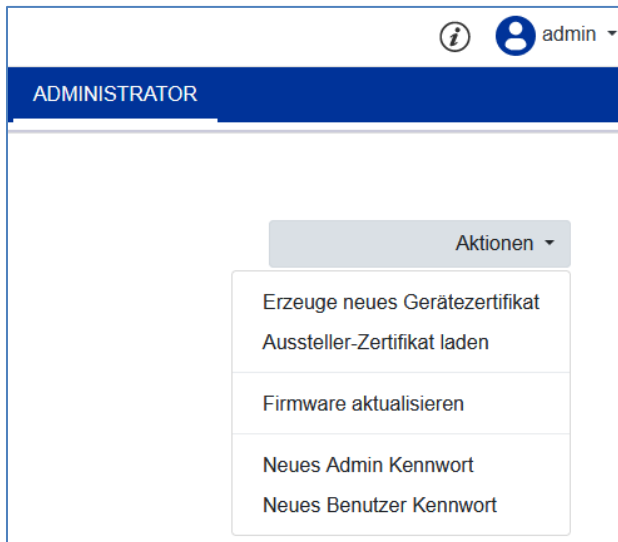 admin
ADMINISTRATOR
Aktionen
Erzeuge neues Gerätezertifikat
Aussteller-Zertifikat laden
Firmware aktualisieren
Neues Admin Kennwort
Neues Benutzer Kennwort